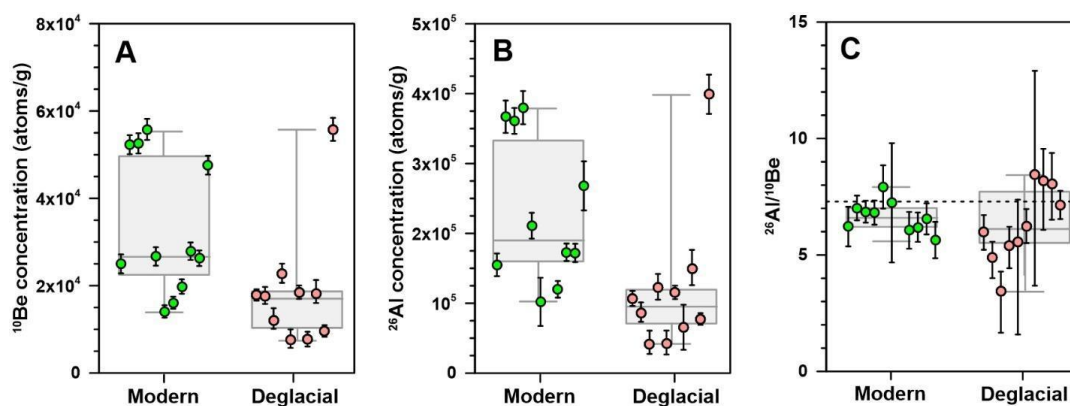 A
¹⁰Be concentration (atoms/g)
8x10⁴
6x10⁴
4x10⁴
2x10⁴
0
Modern
Deglacial
B
²⁶Al concentration (atoms/g)
5x10⁵
4x10⁵
3x10⁵
2x10⁵
10⁵
0
Modern
Deglacial
C
²⁶Al/¹⁰Be
15
10
5
0
Modern
Deglacial